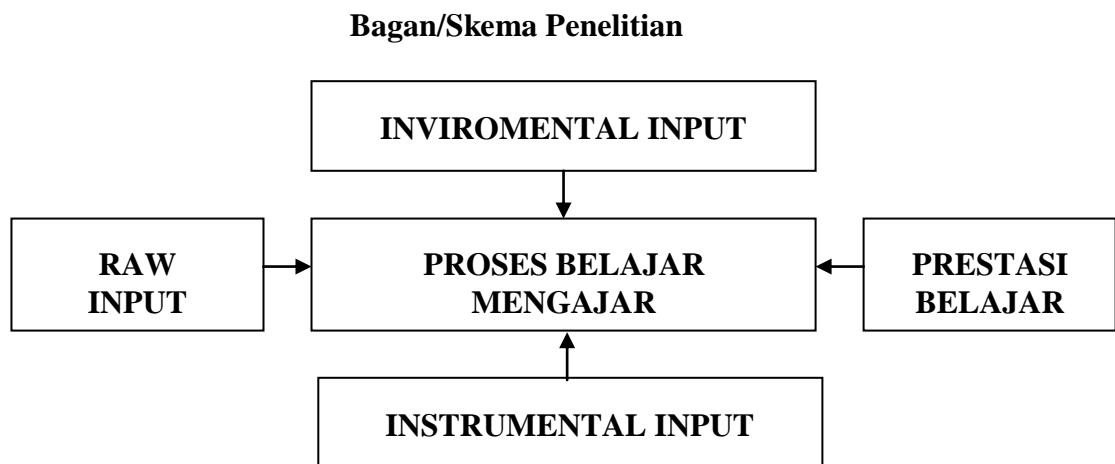 Bagan/Skema Penelitian
INVIROMENTAL INPUT
RAW
INPUT
PROSES BELAJAR
MENGAJAR
PRESTASI
BELAJAR
INSTRUMENTAL INPUT